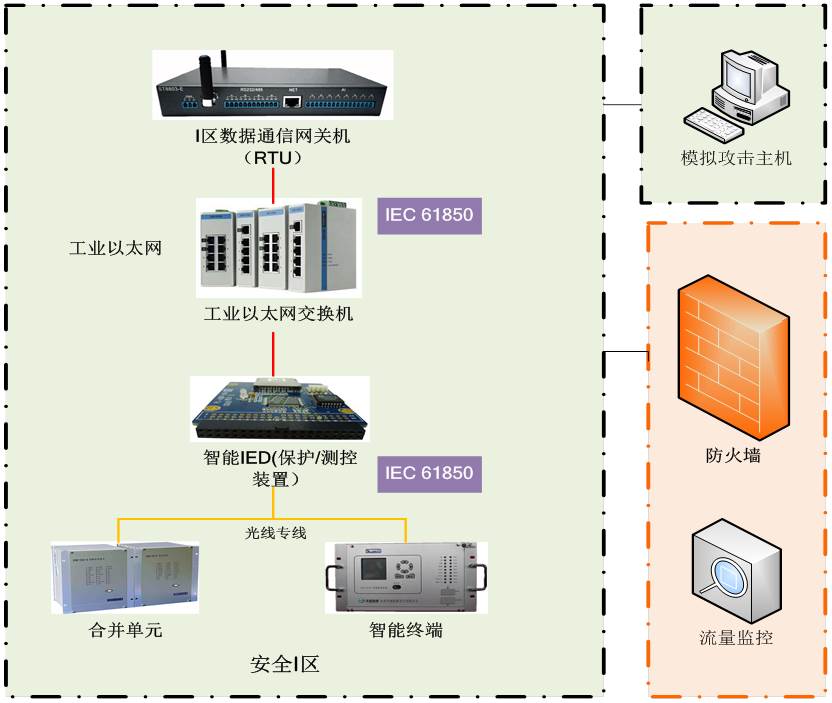 ST8803-E
RS232/485
NET
AI
I区数据通信网关机
（RTU）
模拟攻击主机
IEC 61850
工业以太网
工业以太网交换机
智能IED(保护/测控
装置）
防火墙
IEC 61850
光线专线
合并单元
智能终端
流量监控
安全I区